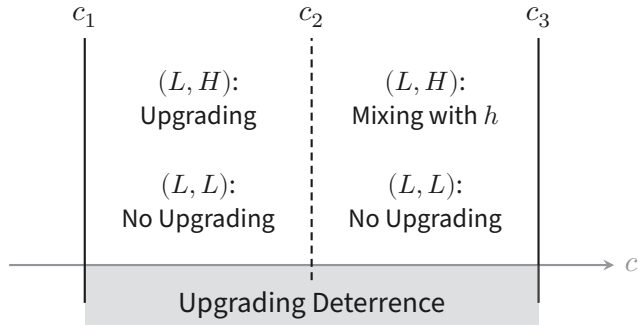 c₁ c₂ c₃
(L, H): (L, H):
Upgrading Mixing with h
(L, L): (L, L):
No Upgrading No Upgrading
c
Upgrading Deterrence